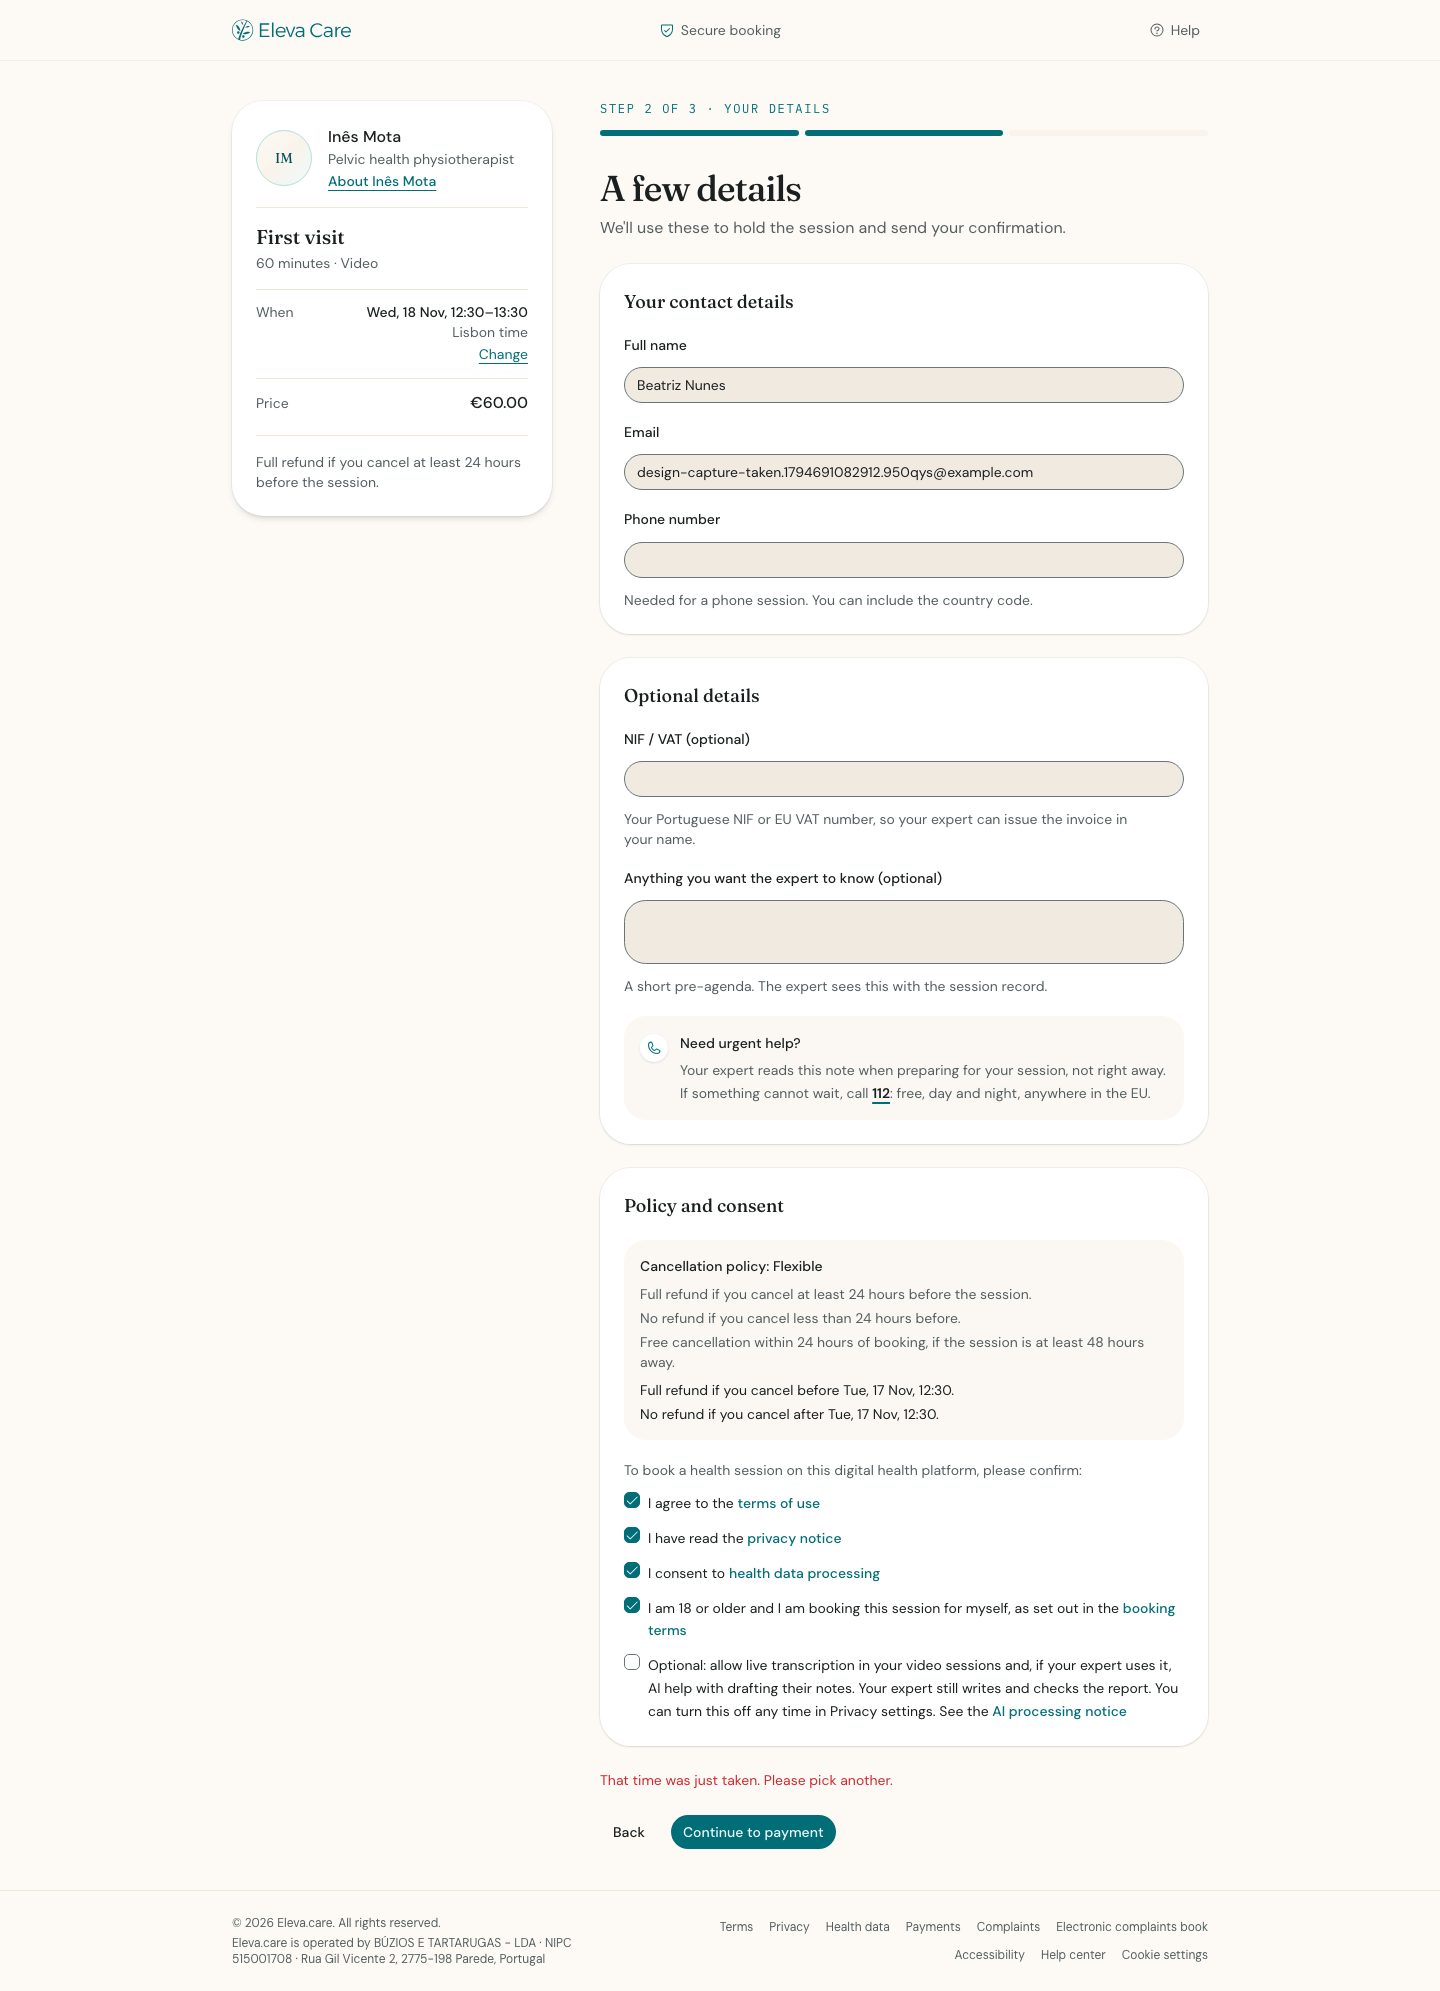 Eleva Care
Secure booking
Help
IM
Inês Mota
Pelvic health physiotherapist
About Inês Mota
First visit
60 minutes · Video
When
Wed, 18 Nov, 12:30–13:30
Lisbon time
Change
Price
€60.00
Full refund if you cancel at least 24 hours
before the session.
STEP 2 OF 3 · YOUR DETAILS
A few details
We'll use these to hold the session and send your confirmation.
Your contact details
Full name
Beatriz Nunes
Email
design-capture-taken.1794691082912.950qys@example.com
Phone number
Needed for a phone session. You can include the country code.
Optional details
NIF / VAT (optional)
Your Portuguese NIF or EU VAT number, so your expert can issue the invoice in
your name.
Anything you want the expert to know (optional)
A short pre-agenda. The expert sees this with the session record.
Need urgent help?
Your expert reads this note when preparing for your session, not right away.
If something cannot wait, call 112: free, day and night, anywhere in the EU.
Policy and consent
Cancellation policy: Flexible
Full refund if you cancel at least 24 hours before the session.
No refund if you cancel less than 24 hours before.
Free cancellation within 24 hours of booking, if the session is at least 48 hours
away.
Full refund if you cancel before Tue, 17 Nov, 12:30.
No refund if you cancel after Tue, 17 Nov, 12:30.
To book a health session on this digital health platform, please confirm:
I agree to the terms of use
I have read the privacy notice
I consent to health data processing
I am 18 or older and I am booking this session for myself, as set out in the booking
terms
Optional: allow live transcription in your video sessions and, if your expert uses it,
AI help with drafting their notes. Your expert still writes and checks the report. You
can turn this off any time in Privacy settings. See the AI processing notice
That time was just taken. Please pick another.
Back
Continue to payment
© 2026 Eleva.care. All rights reserved.
Eleva.care is operated by BÚZIOS E TARTARUGAS - LDA · NIPC
515001708 · Rua Gil Vicente 2, 2775-198 Parede, Portugal
Terms Privacy Health data Payments Complaints Electronic complaints book
Accessibility Help center Cookie settings